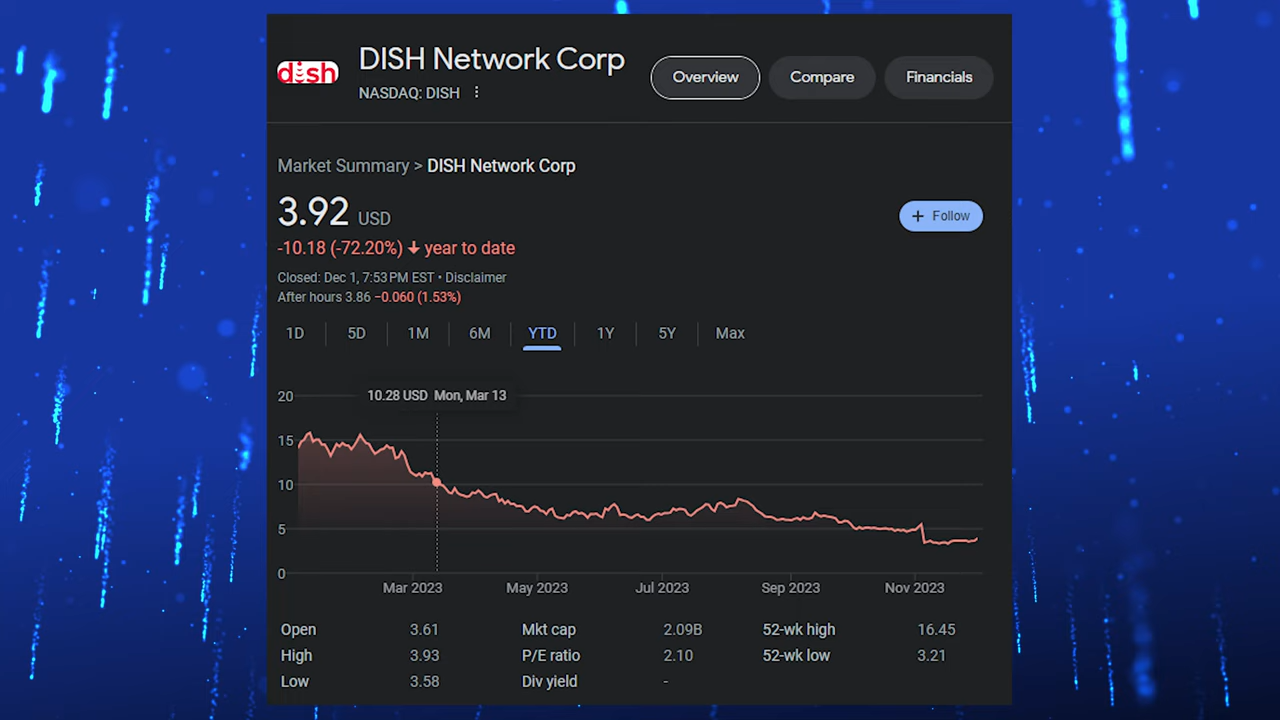 dish
DISH Network Corp
NASDAQ: DISH
Overview Compare Financials
Market Summary > DISH Network Corp
3.92 USD
+ Follow
-10.18 (-72.20%) ↓ year to date
Closed: Dec 1, 7:53 PM EST • Disclaimer
After hours 3.86 −0.060 (1.53%)
1D 5D 1M 6M YTD 1Y 5Y Max
10.28 USD Mon, Mar 13
20
15
10
5
0
Mar 2023 May 2023 Jul 2023 Sep 2023 Nov 2023
Open 3.61 Mkt cap 2.09B 52-wk high 16.45
High 3.93 P/E ratio 2.10 52-wk low 3.21
Low 3.58 Div yield -